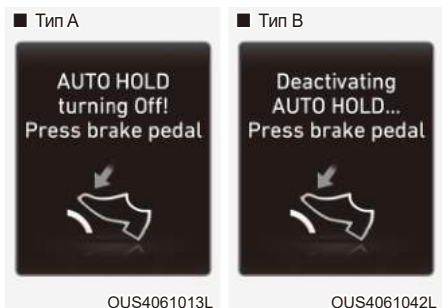 ■ Тип A
AUTO HOLD
turning Off!
Press brake pedal
OUS4061013L
■ Тип B
Deactivating
AUTO HOLD...
Press brake pedal
OUS4061042L